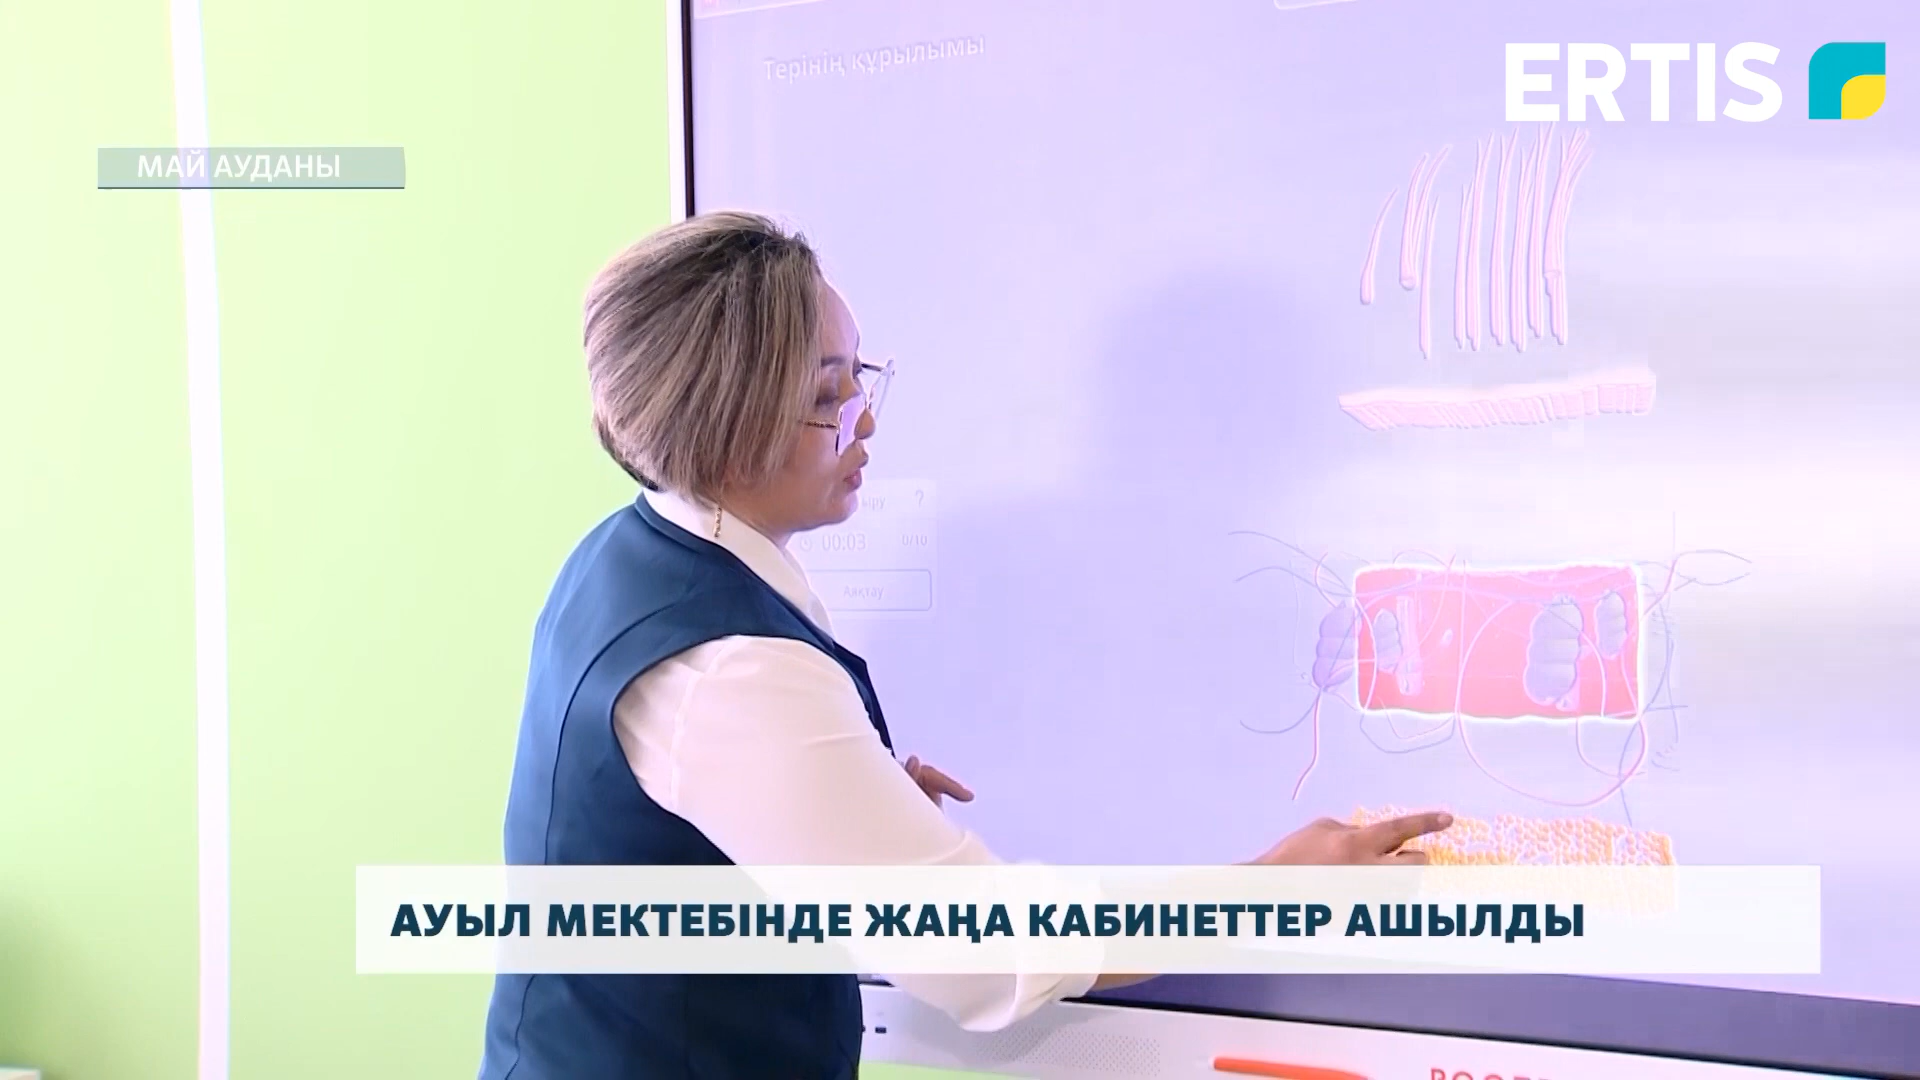 Терінің құрылымы
ERTIS
МАЙ АУДАНЫ
?
00:03
0/10
Аяқтау
АУЫЛ МЕКТЕБІНДЕ ЖАҢА КАБИНЕТТЕР АШЫЛДЫ